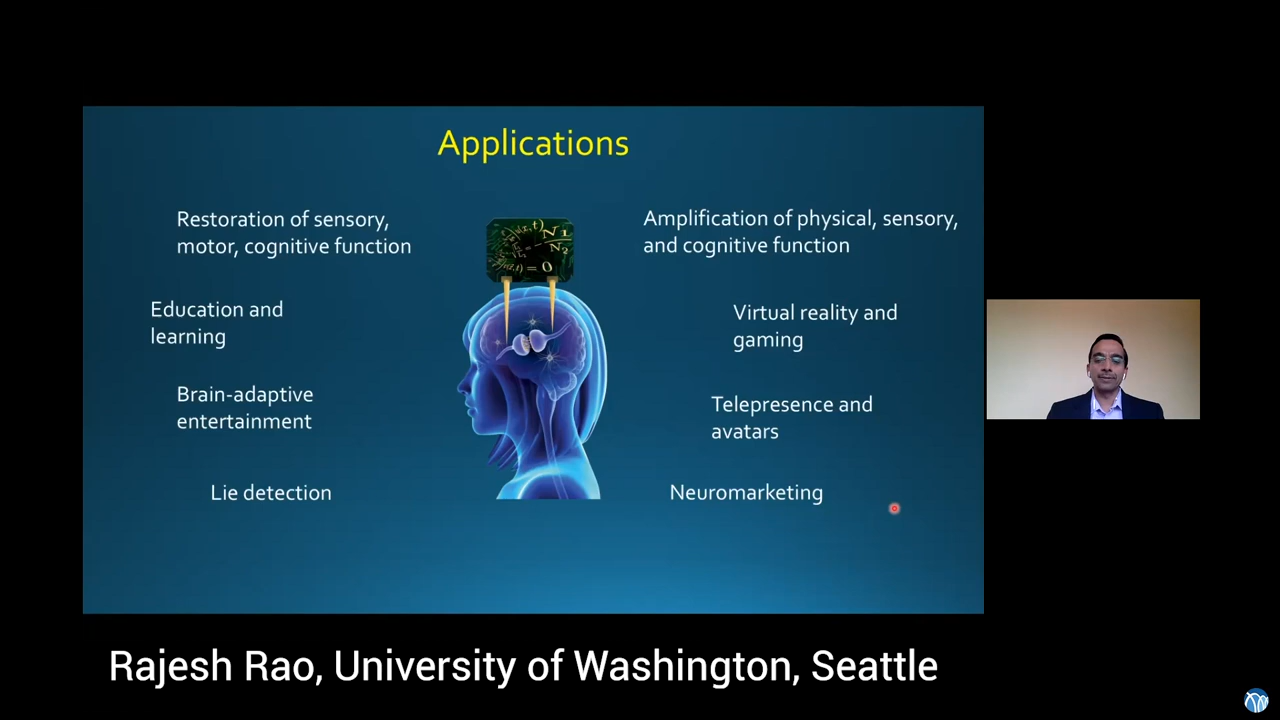 Applications
Restoration of sensory,
motor, cognitive function
Amplification of physical, sensory,
and cognitive function
Education and
learning
Virtual reality and
gaming
Brain-adaptive
entertainment
Telepresence and
avatars
Lie detection
Neuromarketing
Rajesh Rao, University of Washington, Seattle